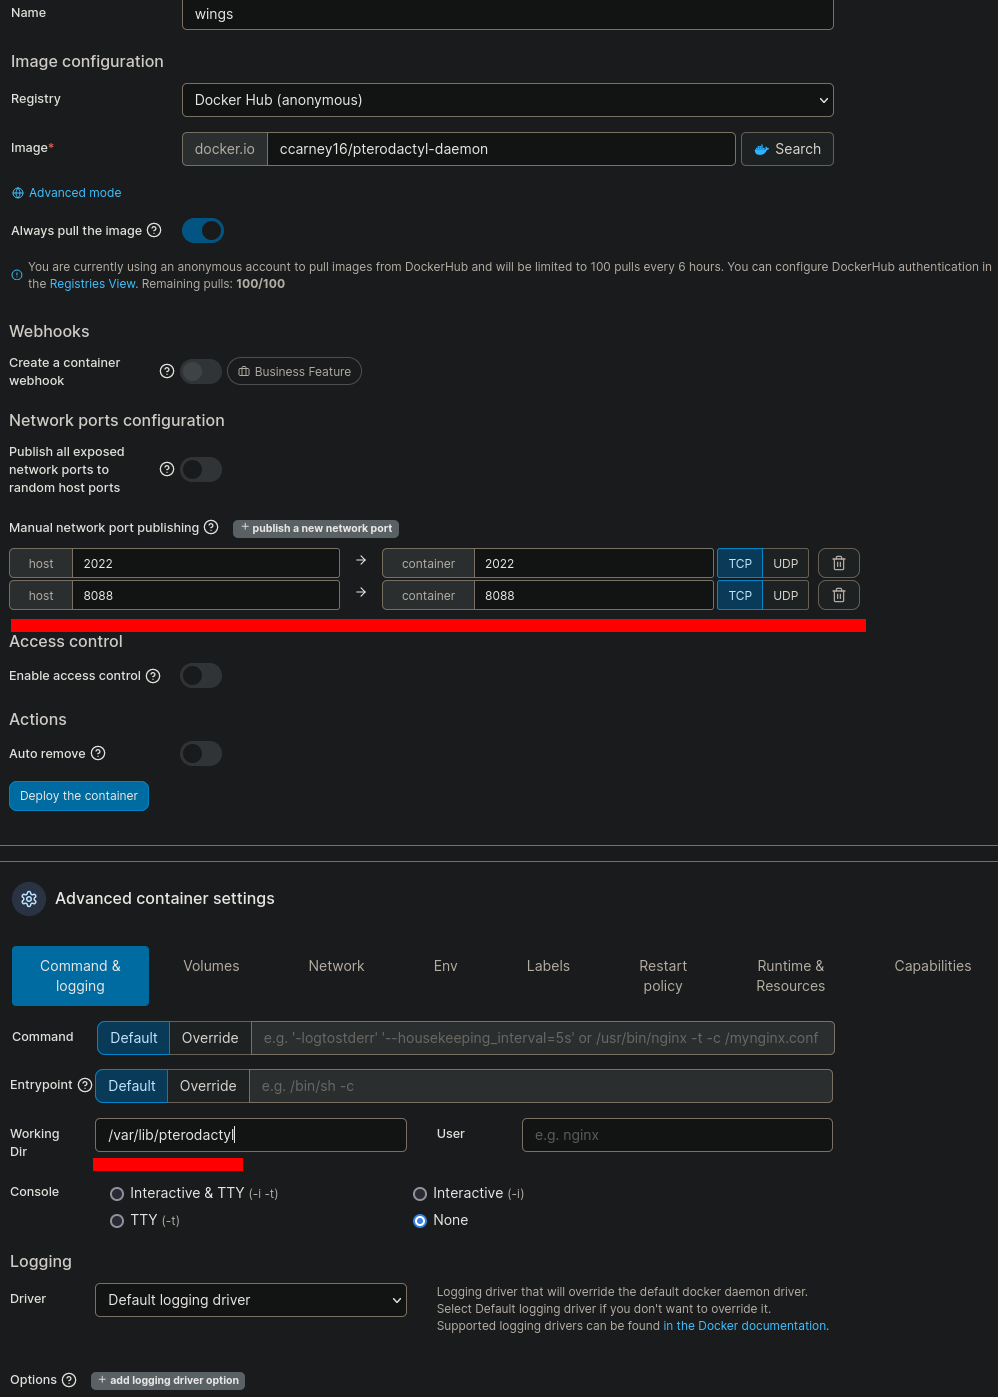 Name
wings
Image configuration
Registry
Docker Hub (anonymous)
Image*
docker.io
ccarney16/pterodactyl-daemon
Search
Advanced mode
Always pull the image
You are currently using an anonymous account to pull images from DockerHub and will be limited to 100 pulls every 6 hours. You can configure DockerHub authentication in
the Registries View. Remaining pulls: 100/100
Webhooks
Create a container
webhook
Business Feature
Network ports configuration
Publish all exposed
network ports to
random host ports
Manual network port publishing
+ publish a new network port
host 2022 → container 2022 TCP UDP
host 8088 → container 8088 TCP UDP
Access control
Enable access control
Actions
Auto remove
Deploy the container
Advanced container settings
Command &
logging
Volumes
Network
Env
Labels
Restart
policy
Runtime &
Resources
Capabilities
Command
Default
Override
e.g. '-logtostderr' '--housekeeping_interval=5s' or /usr/bin/nginx -t -c /mynginx.conf
Entrypoint
Default
Override
e.g. /bin/sh -c
Working
Dir
/var/lib/pterodactyl
User
e.g. nginx
Console
Interactive & TTY (-i -t)
Interactive (-i)
TTY (-t)
None
Logging
Driver
Default logging driver
Logging driver that will override the default docker daemon driver.
Select Default logging driver if you don't want to override it.
Supported logging drivers can be found in the Docker documentation.
Options
+ add logging driver option